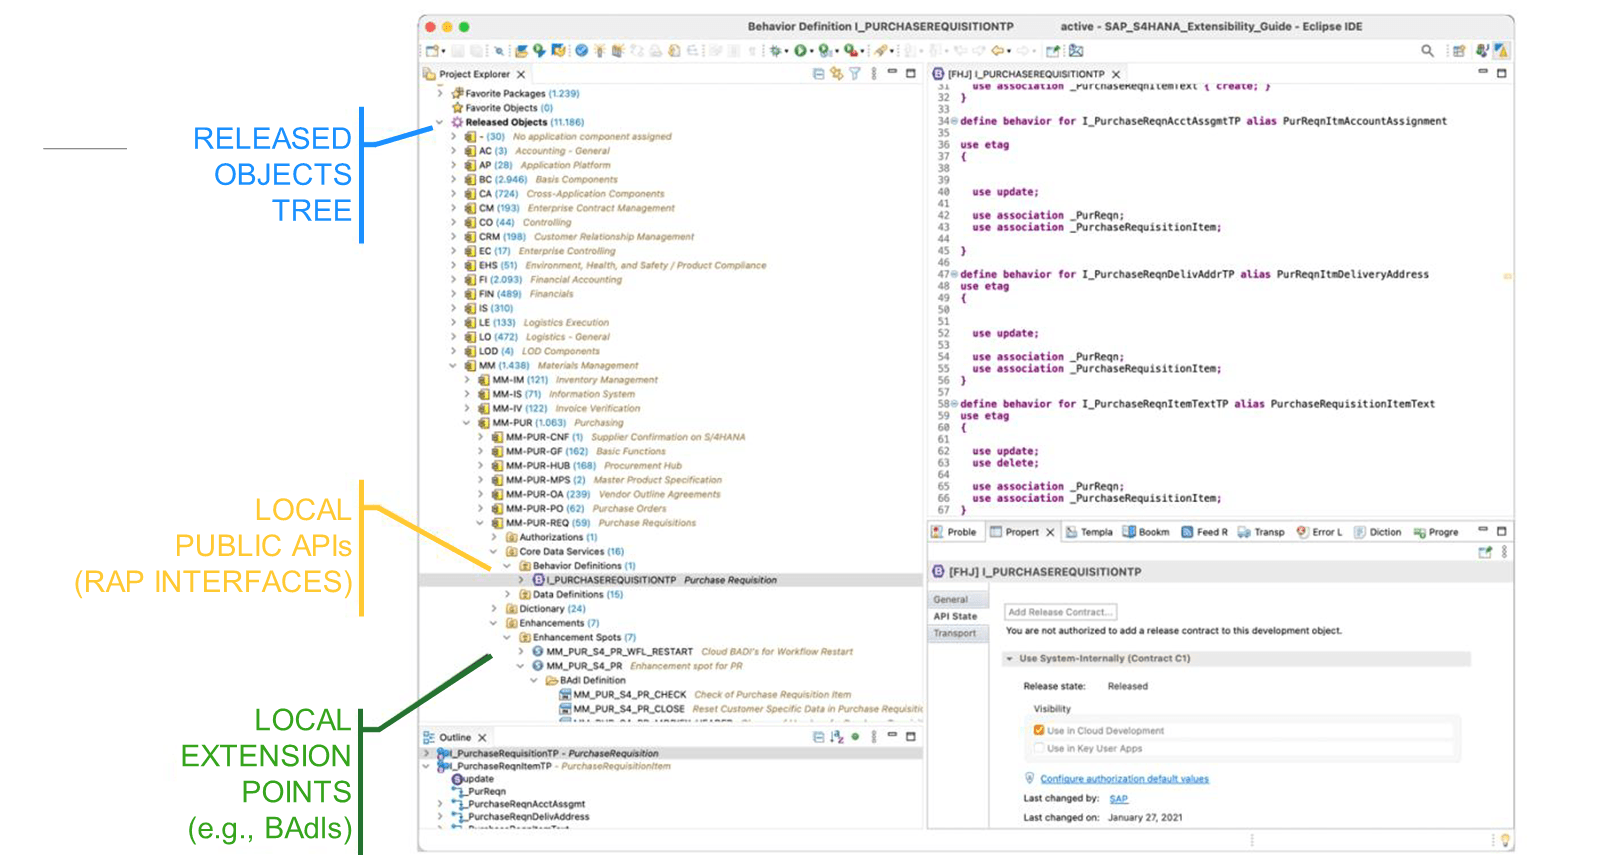 Behavior Definition I_PURCHASEREQUISITIONTP active - SAP_S4HANA_Extensibility_Guide - Eclipse IDE
RELEASED
OBJECTS
TREE
LOCAL
PUBLIC APIs
(RAP INTERFACES)
LOCAL
EXTENSION
POINTS
(e.g., BAdIs)
Project Explorer
Favorite Packages (1.239)
Favorite Objects (0)
Released Objects (11.186)
- (30) No application component assigned
AC (3) Accounting - General
AP (28) Application Platform
BC (2.946) Basis Components
CA (724) Cross-Application Components
CM (193) Enterprise Contract Management
CO (44) Controlling
CRM (198) Customer Relationship Management
EC (17) Enterprise Controlling
EHS (51) Environment, Health, and Safety / Product Compliance
FI (2.093) Financial Accounting
FIN (489) Financials
IS (310)
LE (133) Logistics Execution
LO (472) Logistics - General
LOD (4) LOD Components
MM (1.438) Materials Management
MM-IM (121) Inventory Management
MM-IS (71) Information System
MM-IV (122) Invoice Verification
MM-PUR (1.063) Purchasing
MM-PUR-CNF (1) Supplier Confirmation on S/4HANA
MM-PUR-GF (162) Basic Functions
MM-PUR-HUB (168) Procurement Hub
MM-PUR-MPS (2) Master Product Specification
MM-PUR-OA (239) Vendor Outline Agreements
MM-PUR-PO (62) Purchase Orders
MM-PUR-REQ (59) Purchase Requisitions
Authorizations (1)
Core Data Services (16)
Behavior Definitions (1)
I_PURCHASEREQUISITIONTP Purchase Requisition
Data Definitions (15)
Dictionary (24)
Enhancements (7)
Enhancement Spots (7)
MM_PUR_S4_PR_WFL_RESTART Cloud BADI's for Workflow Restart
MM_PUR_S4_PR Enhancement spot for PR
BAdI Definition
MM_PUR_S4_PR_CHECK Check of Purchase Requisition Item
MM_PUR_S4_PR_CLOSE Reset Customer Specific Data in Purchase Requisitic
Outline
I_PurchaseRequisitionTP - PurchaseRequisition
I_PurchaseReqnItemTP - PurchaseRequisitionItem
update
_PurReqn
_PurchaseReqnAcctAssgmt
_PurchaseReqnDelivAddress
_PurchaseReqnItemText
[FHJ] I_PURCHASEREQUISITIONTP
31 use association _PurchaseReqnItemText { create; }
32 }
33
34 define behavior for I_PurchaseReqnAcctAssgmtTP alias PurReqnItmAccountAssignment
35
36 use etag
37 {
38
39
40 use update;
41
42 use association _PurReqn;
43 use association _PurchaseRequisitionItem;
44
45 }
46
47 define behavior for I_PurchaseReqnDelivAddrTP alias PurReqnItmDeliveryAddress
48 use etag
49 {
50
51
52 use update;
53
54 use association _PurReqn;
55 use association _PurchaseRequisitionItem;
56 }
57
58 define behavior for I_PurchaseReqnItemTextTP alias PurchaseRequisitionItemText
59 use etag
60 {
61
62 use update;
63 use delete;
64
65 use association _PurReqn;
66 use association _PurchaseRequisitionItem;
67 }
Proble Propert Templa Bookm Feed R Transp Error L Diction Progre
[FHJ] I_PURCHASEREQUISITIONTP
General
API State
Transport
Add Release Contract...
You are not authorized to add a release contract to this development object.
Use System-Internally (Contract C1)
Release state: Released
Visibility
Use in Cloud Development
Use in Key User Apps
Configure authorization default values
Last changed by: SAP
Last changed on: January 27, 2021